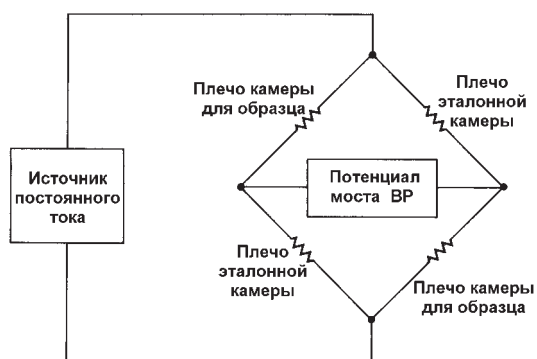 Плечо камеры
для образца
Плечо
эталонной
камеры
Источник
постоянного
тока
Потенциал
моста ВР
Плечо
эталонной
камеры
Плечо камеры
для образца